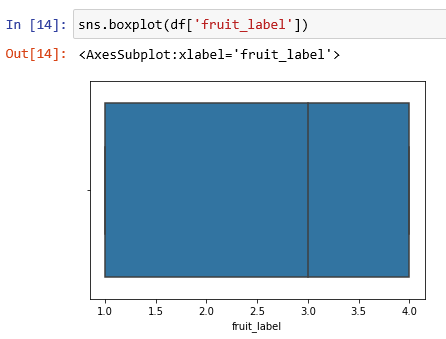 In [14]: sns.boxplot(df['fruit_label'])
Out[14]: <AxesSubplot:xlabel='fruit_label'>
1.0 1.5 2.0 2.5 3.0 3.5 4.0
fruit_label